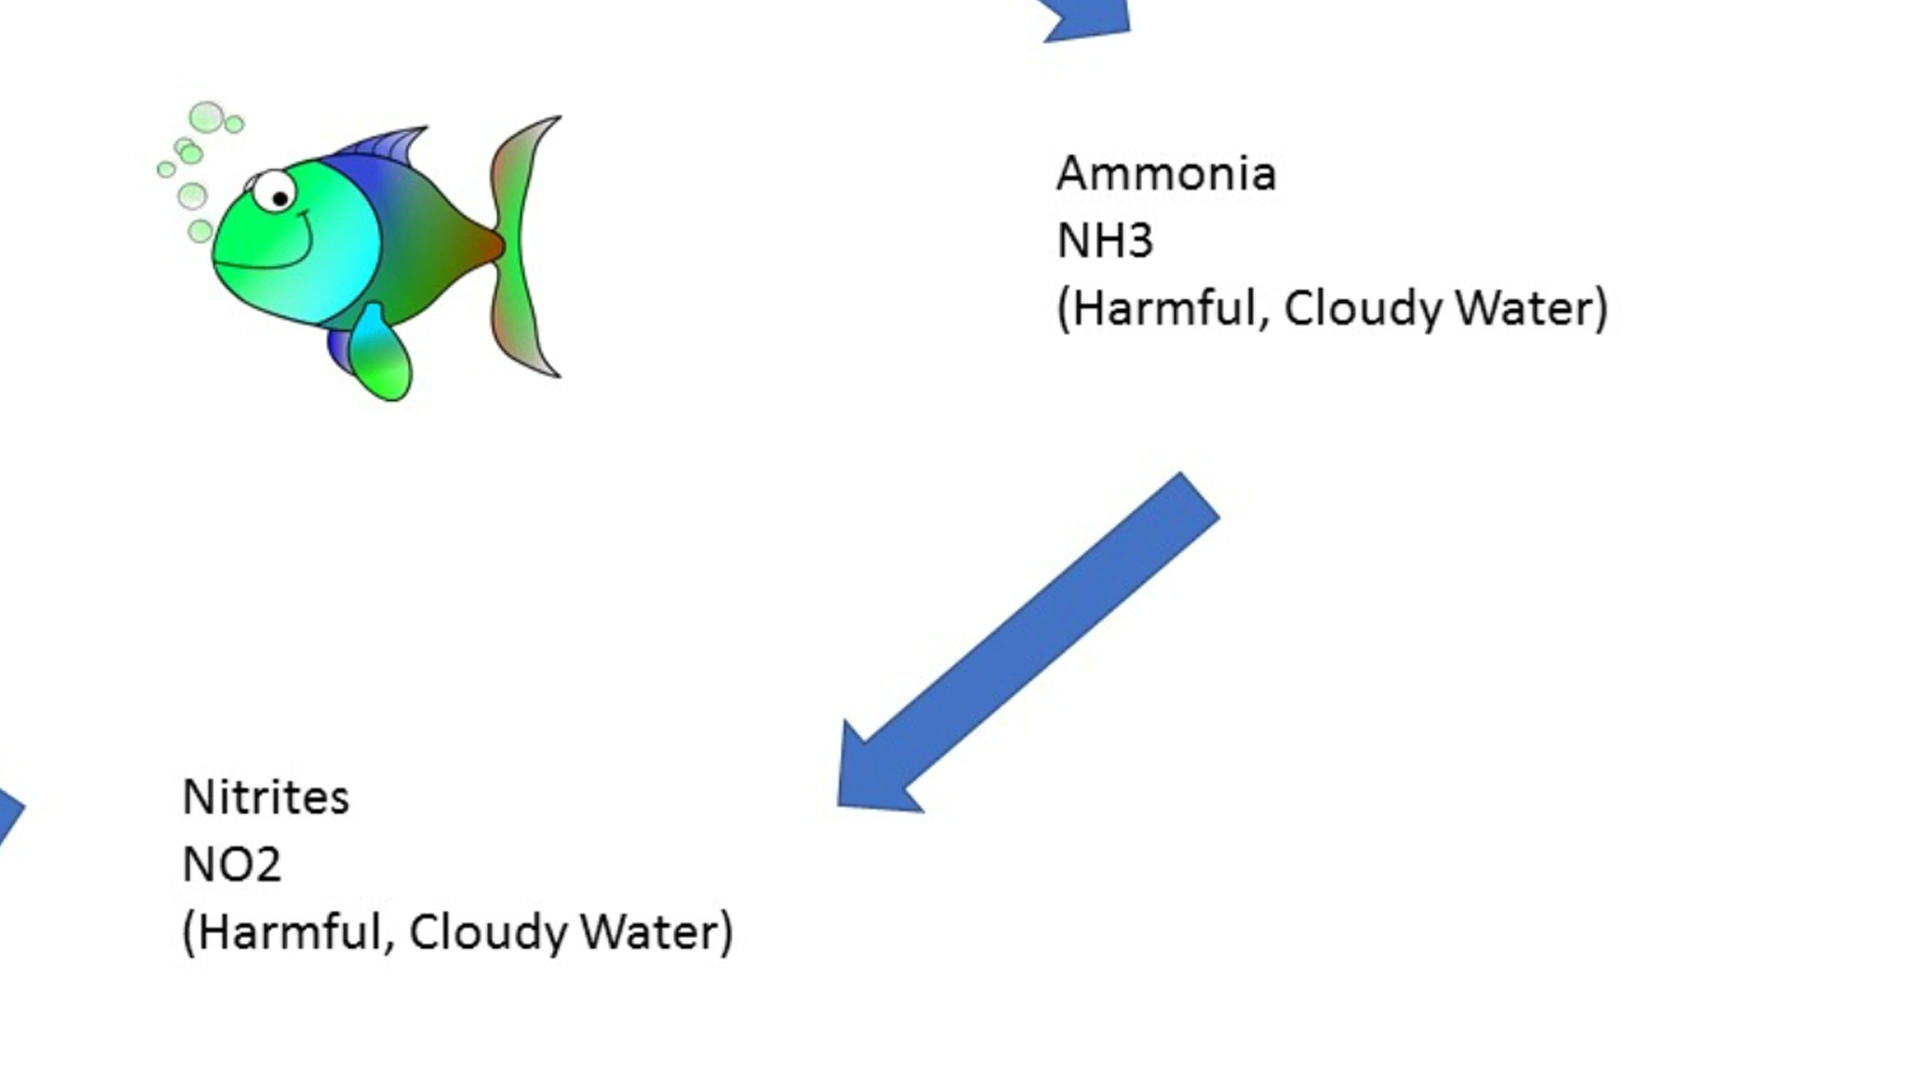 Ammonia
NH3
(Harmful, Cloudy Water)
Nitrites
NO2
(Harmful, Cloudy Water)